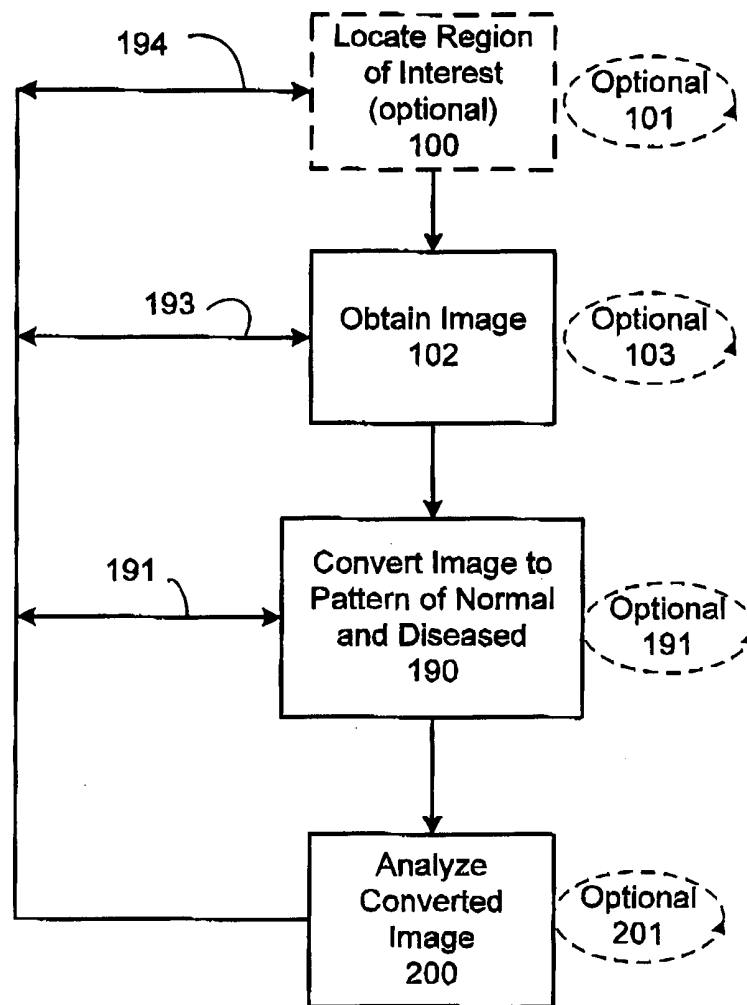 194
Locate Region
of Interest
(optional)
100
Optional
101
193
Obtain Image
102
Optional
103
191
Convert Image to
Pattern of Normal
and Diseased
190
Optional
191
Analyze
Converted
Image
200
Optional
201